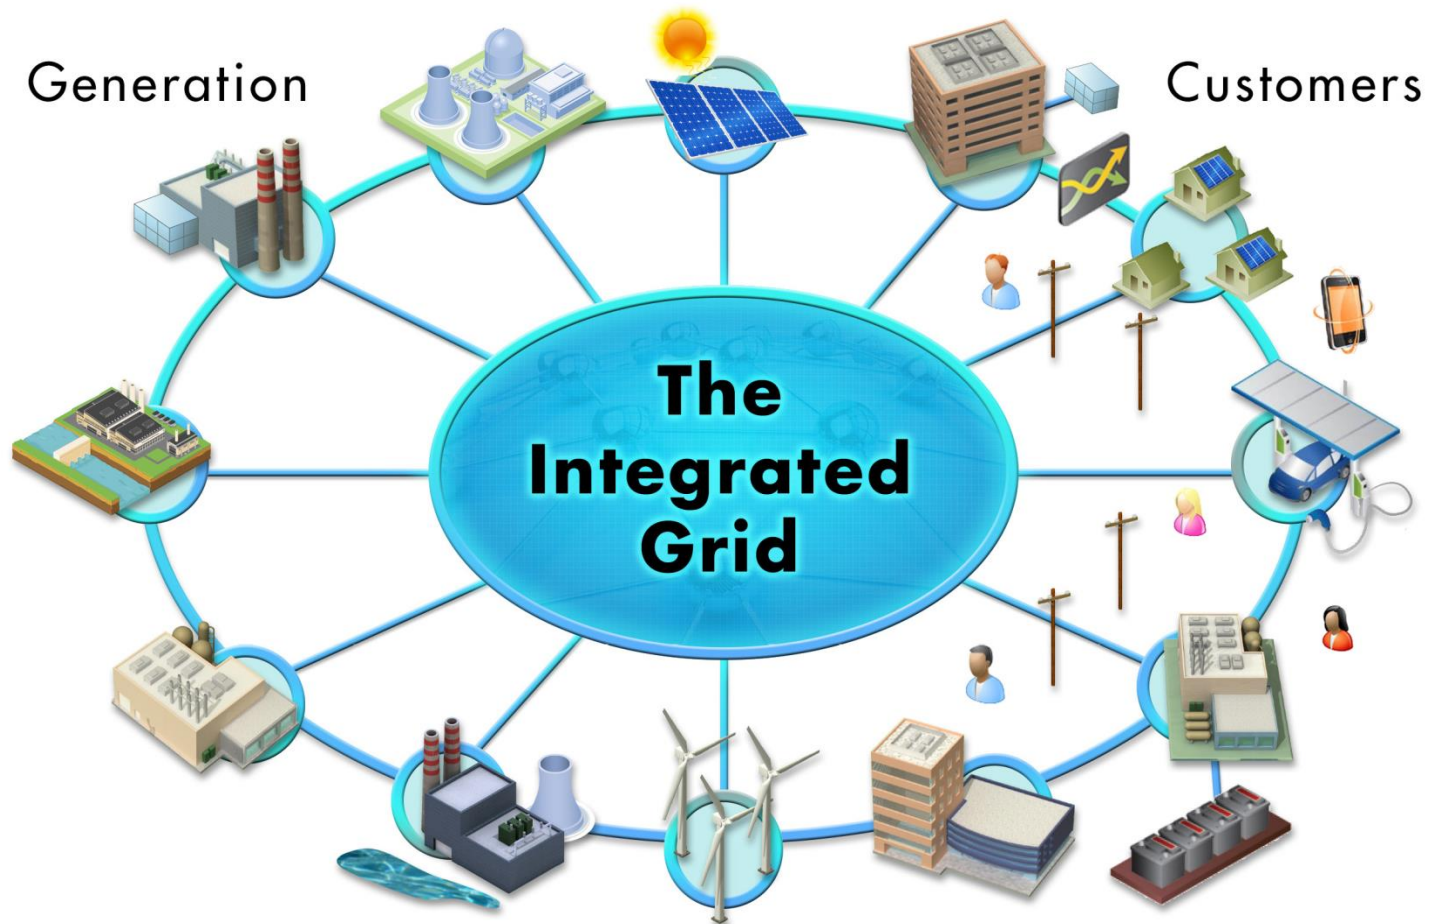 Generation
Customers
The
Integrated
Grid